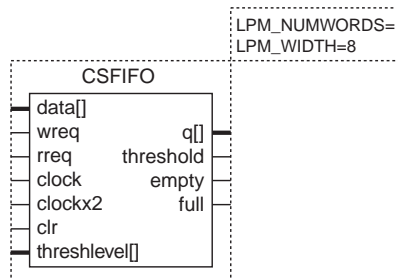 LPM_NUMWORDS=
LPM_WIDTH=8
CSFIFO
data[]
wreq
rreq
clock
clockx2
clr
threshlevel[]
q[]
threshold
empty
full